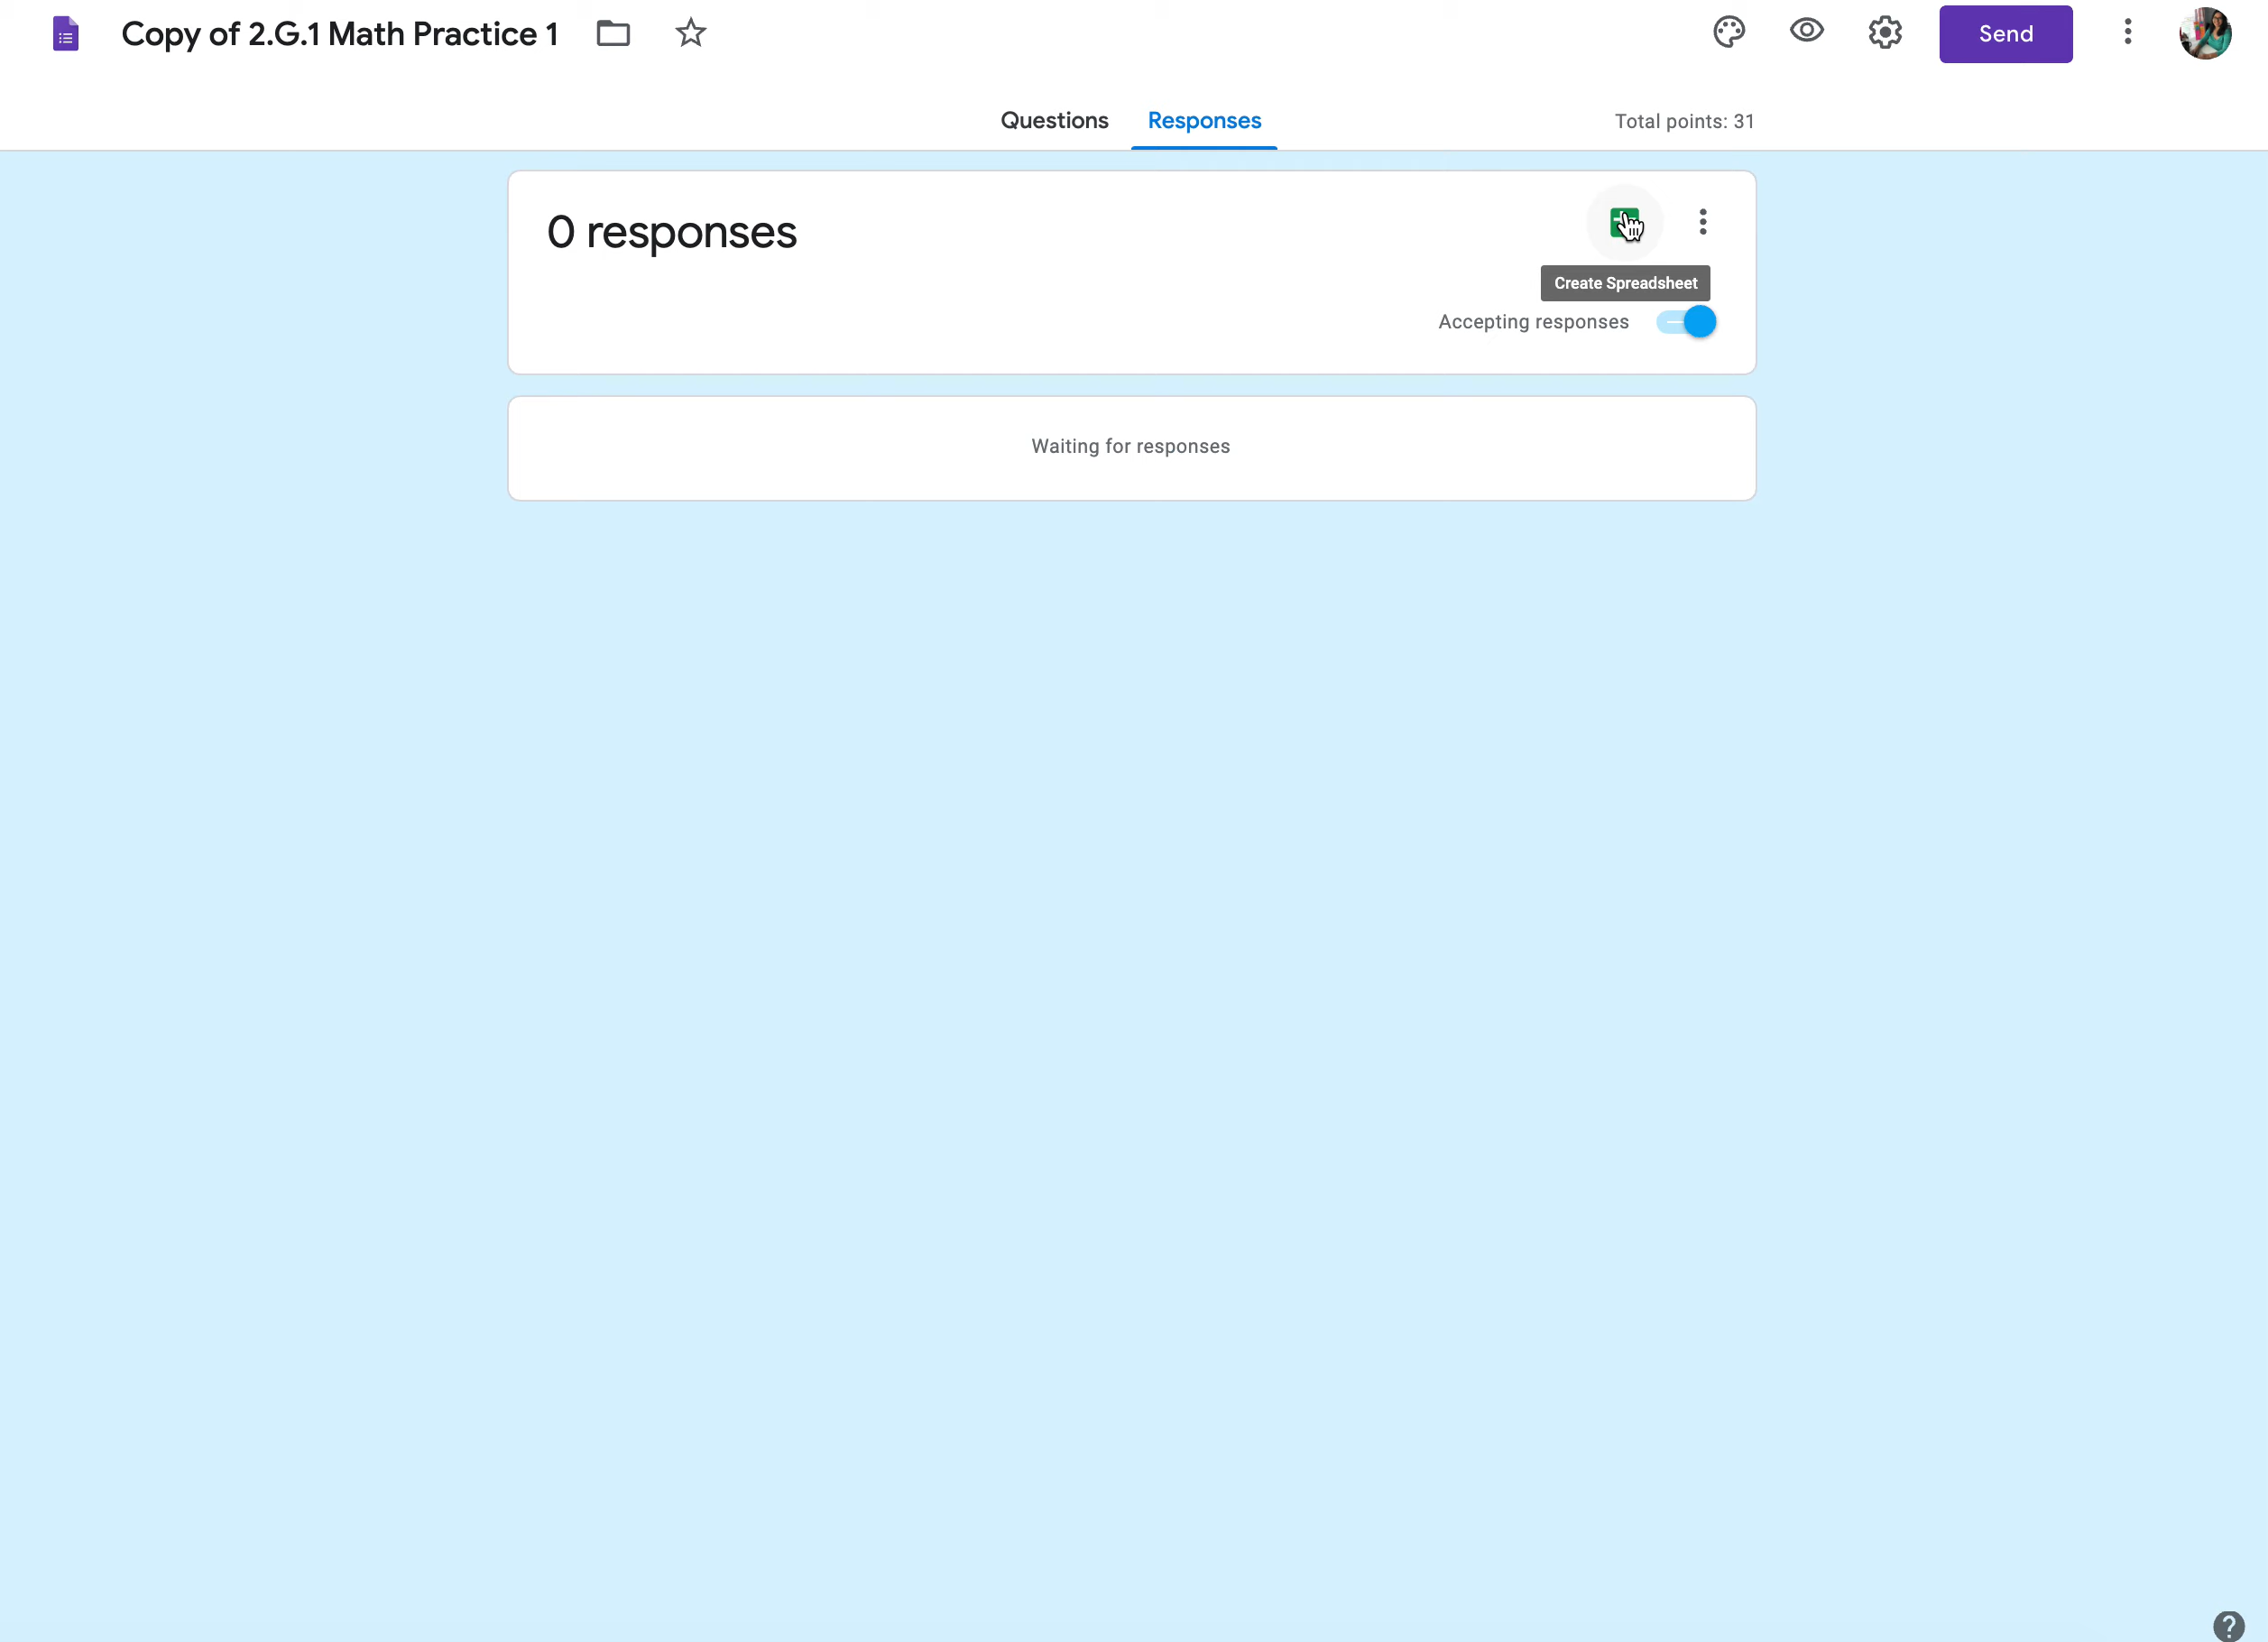 Copy of 2.G.1 Math Practice 1
Send
Questions
Responses
Total points: 31
0 responses
Create Spreadsheet
Accepting responses
Waiting for responses
?